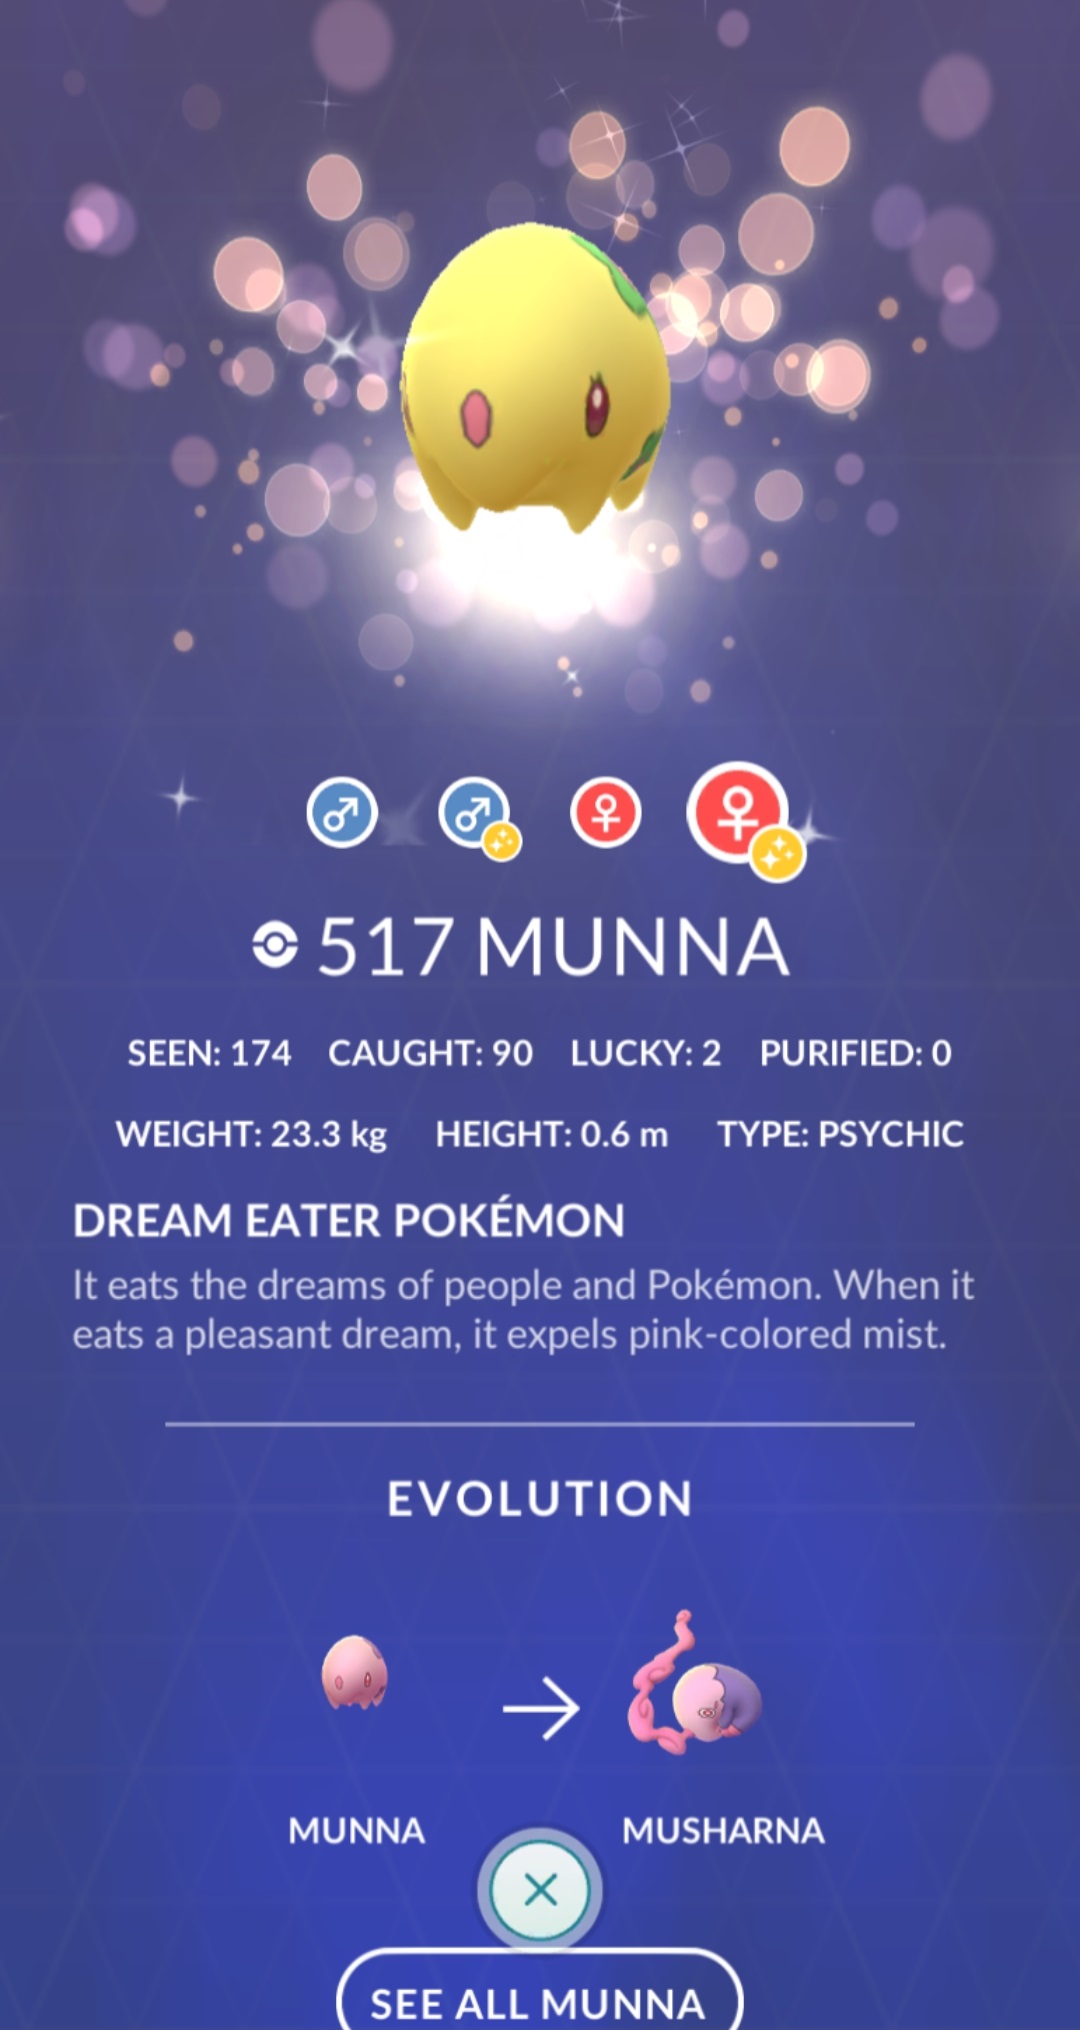 517 MUNNA
SEEN: 174 CAUGHT: 90 LUCKY: 2 PURIFIED: 0
WEIGHT: 23.3 kg HEIGHT: 0.6 m TYPE: PSYCHIC
DREAM EATER POKÉMON
It eats the dreams of people and Pokémon. When it
eats a pleasant dream, it expels pink-colored mist.
EVOLUTION
MUNNA MUSHARNA
SEE ALL MUNNA